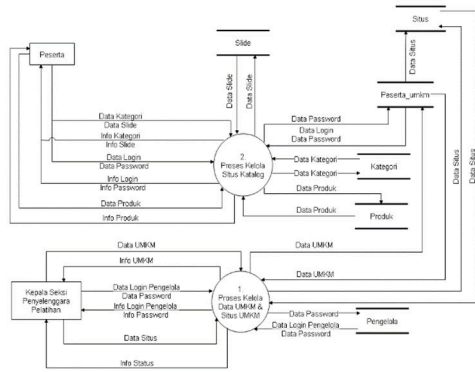 Situs
Slide
Peserta
Data Situs
Data Slide
Data Slide
Peserta_umkm
Data Kategori
Data Slide
Info Kategori
Info Slide
Data Login
Data Password
Info Login
Info Password
Data Produk
Info Produk
2.
Proses Kelola
Situs Katalog
Data Password
Data Login
Data Password
Data Kategori
Data Kategori
Kategori
Data Produk
Data Produk
Produk
Data Situs
Data Situs
Data UMKM
Info UMKM
Data UMKM
Data UMKM
Kepala Seksi
Penyelenggara
Pelatihan
Data Login Pengelola
Data Password
Info Login Pengelola
Info Password
Data Situs
Info Status
1.
Proses Kelola
Data UMKM &
Situs UMKM
Data Password
Data Login Pengelola
Data Password
Pengelola